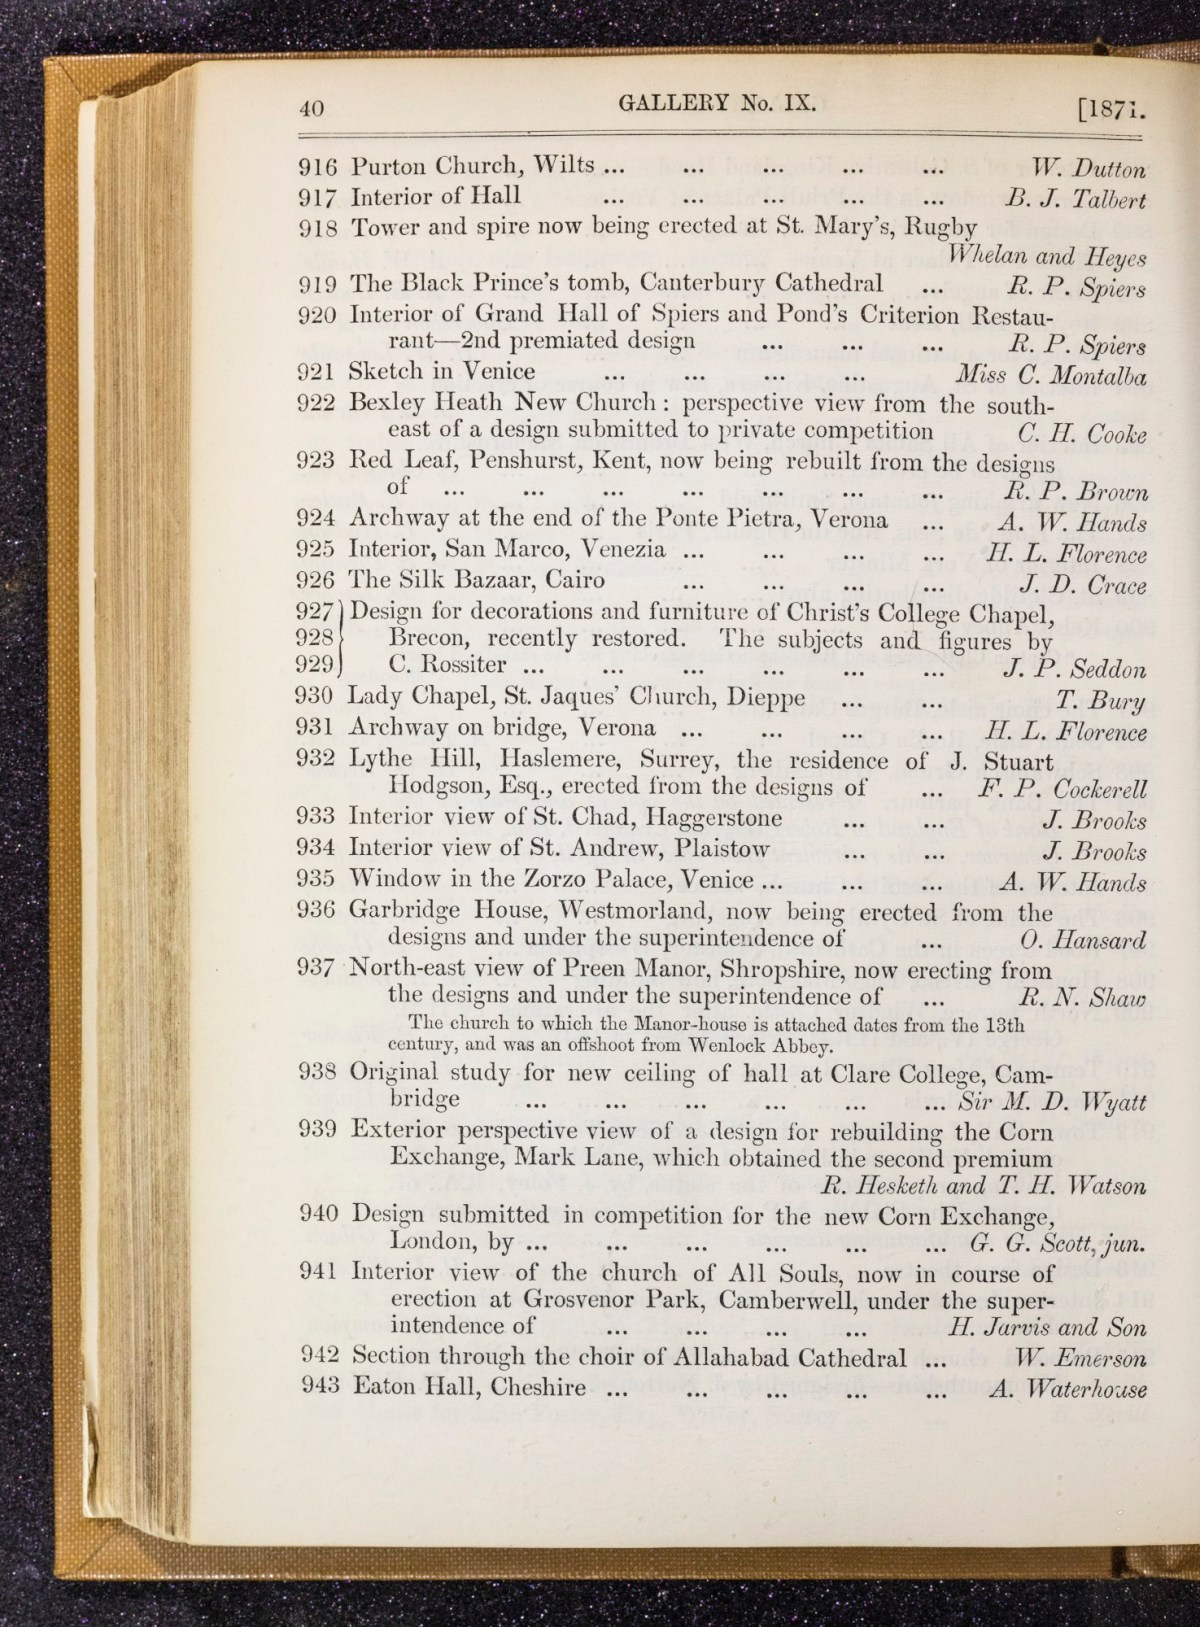 40 GALLERY No. IX. [1871.
916 Purton Church, Wilts ... ... ... ... ... W. Dutton
917 Interior of Hall ... ... ... ... ... B. J. Talbert
918 Tower and spire now being erected at St. Mary's, Rugby
Whelan and Heyes
919 The Black Prince's tomb, Canterbury Cathedral ... R. P. Spiers
920 Interior of Grand Hall of Spiers and Pond's Criterion Restau-
rant—2nd premiated design ... ... ... R. P. Spiers
921 Sketch in Venice ... ... ... ... Miss C. Montalba
922 Bexley Heath New Church : perspective view from the south-
east of a design submitted to private competition C. H. Cooke
923 Red Leaf, Penshurst, Kent, now being rebuilt from the designs
of ... ... ... ... ... ... ... R. P. Brown
924 Archway at the end of the Ponte Pietra, Verona ... A. W. Hands
925 Interior, San Marco, Venezia ... ... ... ... H. L. Florence
926 The Silk Bazaar, Cairo ... ... ... ... J. D. Crace
927 } Design for decorations and furniture of Christ's College Chapel,
928 } Brecon, recently restored. The subjects and figures by
929 } C. Rossiter ... ... ... ... ... ... J. P. Seddon
930 Lady Chapel, St. Jaques' Church, Dieppe ... ... T. Bury
931 Archway on bridge, Verona ... ... ... ... H. L. Florence
932 Lythe Hill, Haslemere, Surrey, the residence of J. Stuart
Hodgson, Esq., erected from the designs of ... F. P. Cockerell
933 Interior view of St. Chad, Haggerstone ... ... J. Brooks
934 Interior view of St. Andrew, Plaistow ... ... J. Brooks
935 Window in the Zorzo Palace, Venice ... ... ... A. W. Hands
936 Garbridge House, Westmorland, now being erected from the
designs and under the superintendence of ... O. Hansard
937 North-east view of Preen Manor, Shropshire, now erecting from
the designs and under the superintendence of ... R. N. Shaw
The church to which the Manor-house is attached dates from the 13th
century, and was an offshoot from Wenlock Abbey.
938 Original study for new ceiling of hall at Clare College, Cam-
bridge ... ... ... ... ... ... Sir M. D. Wyatt
939 Exterior perspective view of a design for rebuilding the Corn
Exchange, Mark Lane, which obtained the second premium
R. Hesketh and T. H. Watson
940 Design submitted in competition for the new Corn Exchange,
London, by ... ... ... ... ... ... G. G. Scott, jun.
941 Interior view of the church of All Souls, now in course of
erection at Grosvenor Park, Camberwell, under the super-
intendence of ... ... ... ... H. Jarvis and Son
942 Section through the choir of Allahabad Cathedral ... W. Emerson
943 Eaton Hall, Cheshire ... ... ... ... ... A. Waterhouse